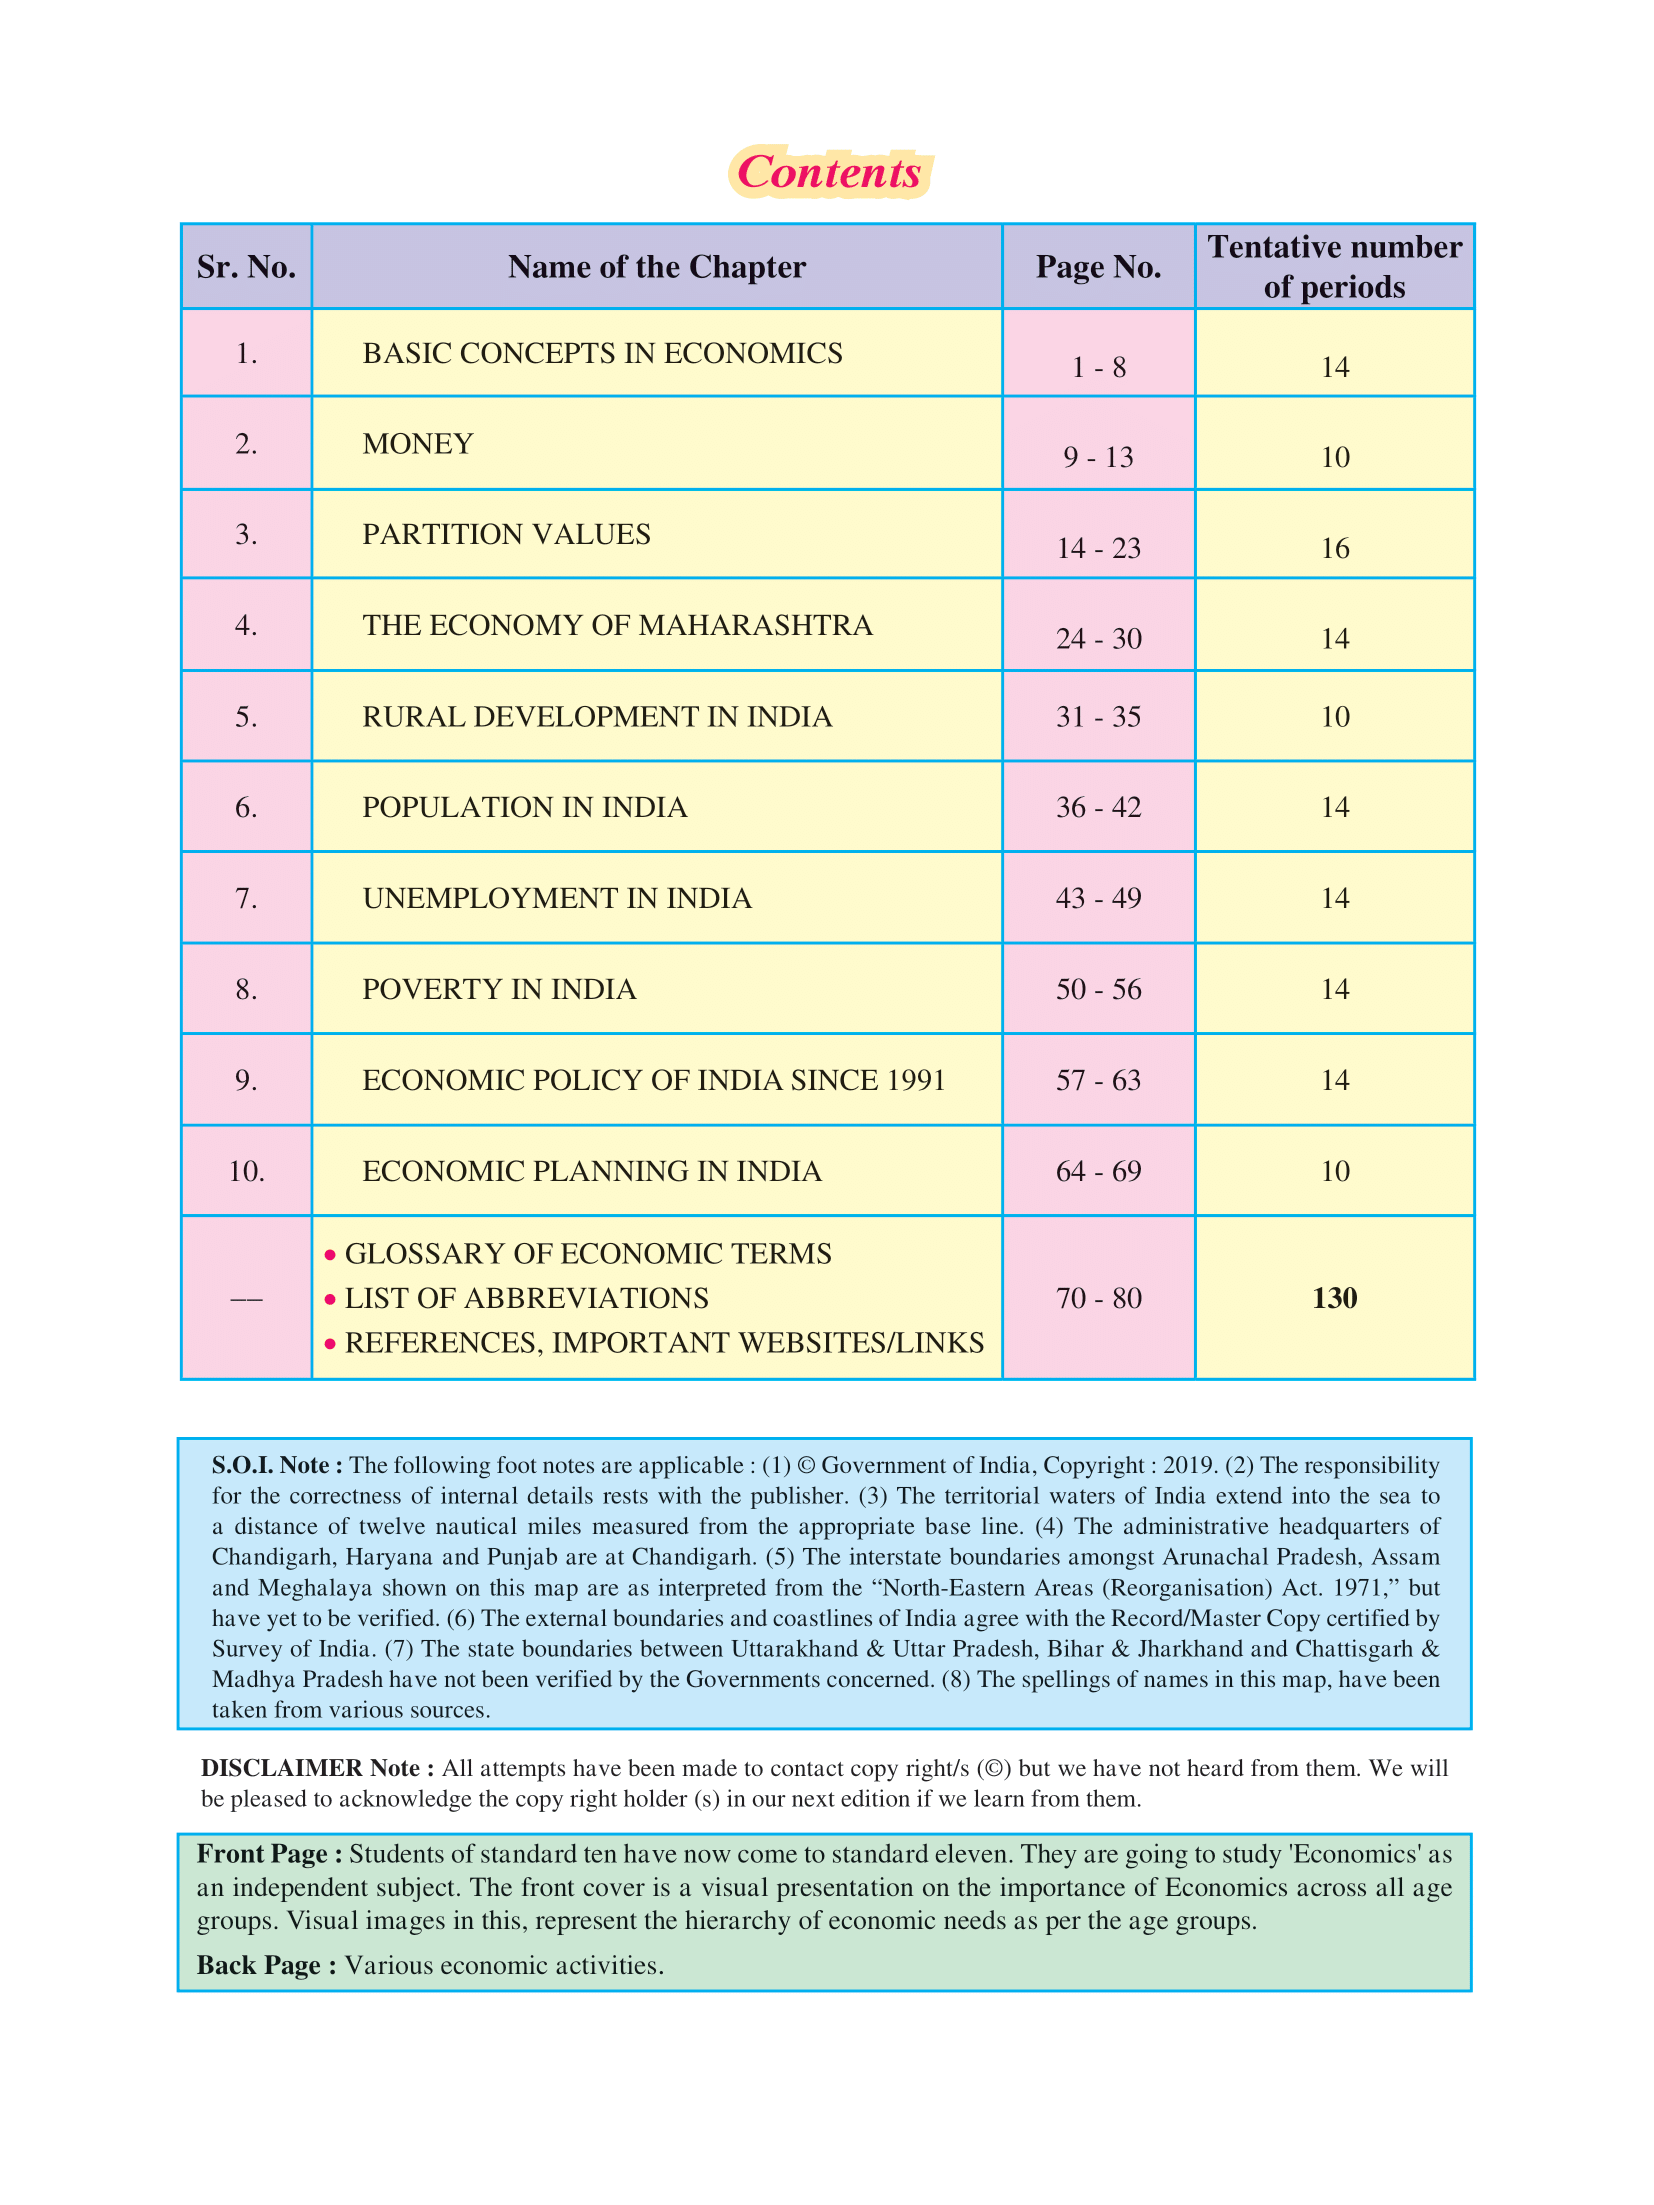 Contents
Sr. No. Name of the Chapter Page No. Tentative number
of periods
1. BASIC CONCEPTS IN ECONOMICS 1 - 8 14
2. MONEY 9 - 13 10
3. PARTITION VALUES 14 - 23 16
4. THE ECONOMY OF MAHARASHTRA 24 - 30 14
5. RURAL DEVELOPMENT IN INDIA 31 - 35 10
6. POPULATION IN INDIA 36 - 42 14
7. UNEMPLOYMENT IN INDIA 43 - 49 14
8. POVERTY IN INDIA 50 - 56 14
9. ECONOMIC POLICY OF INDIA SINCE 1991 57 - 63 14
10. ECONOMIC PLANNING IN INDIA 64 - 69 10
• GLOSSARY OF ECONOMIC TERMS
— • LIST OF ABBREVIATIONS 70 - 80 130
• REFERENCES, IMPORTANT WEBSITES/LINKS
S.O.I. Note : The following foot notes are applicable : (1) © Government of India, Copyright : 2019. (2) The responsibility
for the correctness of internal details rests with the publisher. (3) The territorial waters of India extend into the sea to
a distance of twelve nautical miles measured from the appropriate base line. (4) The administrative headquarters of
Chandigarh, Haryana and Punjab are at Chandigarh. (5) The interstate boundaries amongst Arunachal Pradesh, Assam
and Meghalaya shown on this map are as interpreted from the “North-Eastern Areas (Reorganisation) Act. 1971,” but
have yet to be verified. (6) The external boundaries and coastlines of India agree with the Record/Master Copy certified by
Survey of India. (7) The state boundaries between Uttarakhand & Uttar Pradesh, Bihar & Jharkhand and Chattisgarh &
Madhya Pradesh have not been verified by the Governments concerned. (8) The spellings of names in this map, have been
taken from various sources.
DISCLAIMER Note : All attempts have been made to contact copy right/s (©) but we have not heard from them. We will
be pleased to acknowledge the copy right holder (s) in our next edition if we learn from them.
Front Page : Students of standard ten have now come to standard eleven. They are going to study 'Economics' as
an independent subject. The front cover is a visual presentation on the importance of Economics across all age
groups. Visual images in this, represent the hierarchy of economic needs as per the age groups.
Back Page : Various economic activities.